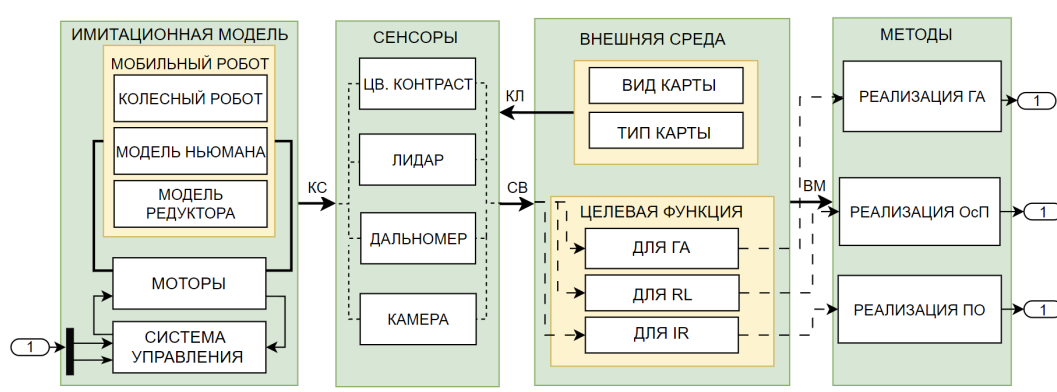 ИМИТАЦИОННАЯ МОДЕЛЬ
МОБИЛЬНЫЙ РОБОТ
КОЛЕСНЫЙ РОБОТ
МОДЕЛЬ НЬЮМАНА
МОДЕЛЬ
РЕДУКТОРА
МОТОРЫ
СИСТЕМА
УПРАВЛЕНИЯ
1
КС
СЕНСОРЫ
ЦВ. КОНТРАСТ
ЛИДАР
ДАЛЬНОМЕР
КАМЕРА
КЛ
СВ
ВНЕШНЯЯ СРЕДА
ВИД КАРТЫ
ТИП КАРТЫ
ЦЕЛЕВАЯ ФУНКЦИЯ
ДЛЯ ГА
ДЛЯ RL
ДЛЯ IR
ВМ
МЕТОДЫ
РЕАЛИЗАЦИЯ ГА
1
РЕАЛИЗАЦИЯ ОсП
1
РЕАЛИЗАЦИЯ ПО
1